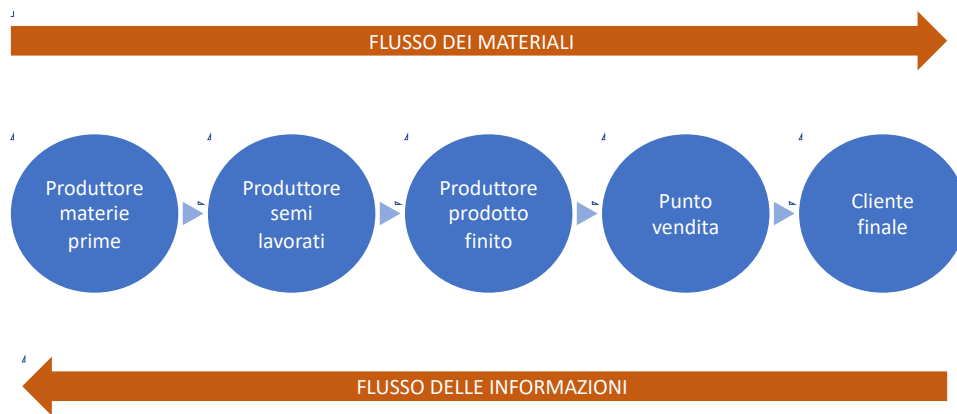 FLUSSO DEI MATERIALI
Produttore
materie
prime
Produttore
semi
lavorati
Produttore
prodotto
finito
Punto
vendita
Cliente
finale
FLUSSO DELLE INFORMAZIONI